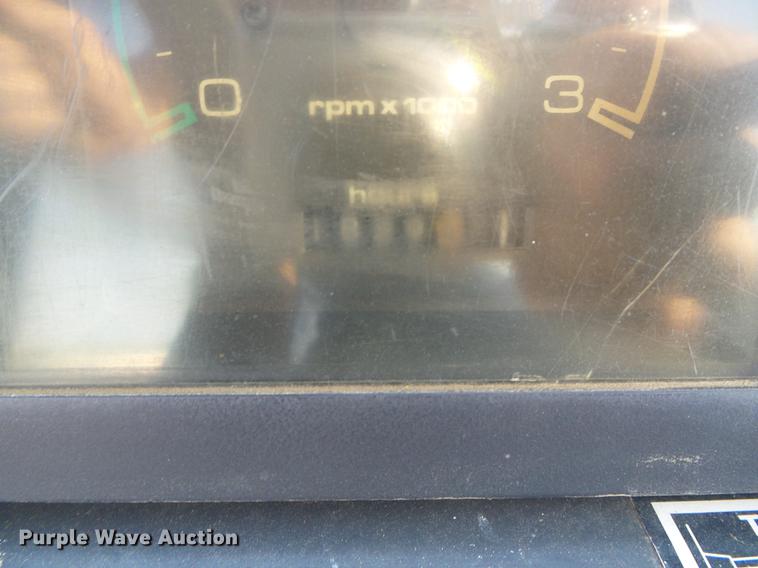 0 3
rpm x 1000
hours
Purple Wave Auction®